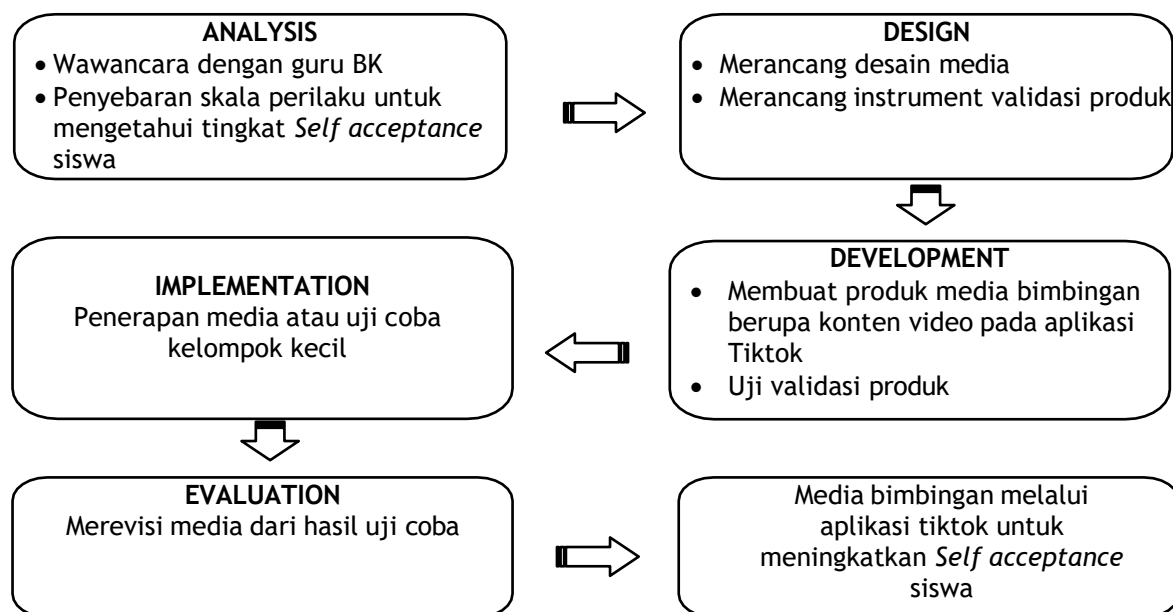 ANALYSIS
• Wawancara dengan guru BK
• Penyebaran skala perilaku untuk
mengetahui tingkat Self acceptance
siswa
DESIGN
• Merancang desain media
• Merancang instrument validasi produk
DEVELOPMENT
• Membuat produk media bimbingan
berupa konten video pada aplikasi
Tiktok
• Uji validasi produk
IMPLEMENTATION
Penerapan media atau uji coba
kelompok kecil
EVALUATION
Merevisi media dari hasil uji coba
Media bimbingan melalui
aplikasi tiktok untuk
meningkatkan Self acceptance
siswa